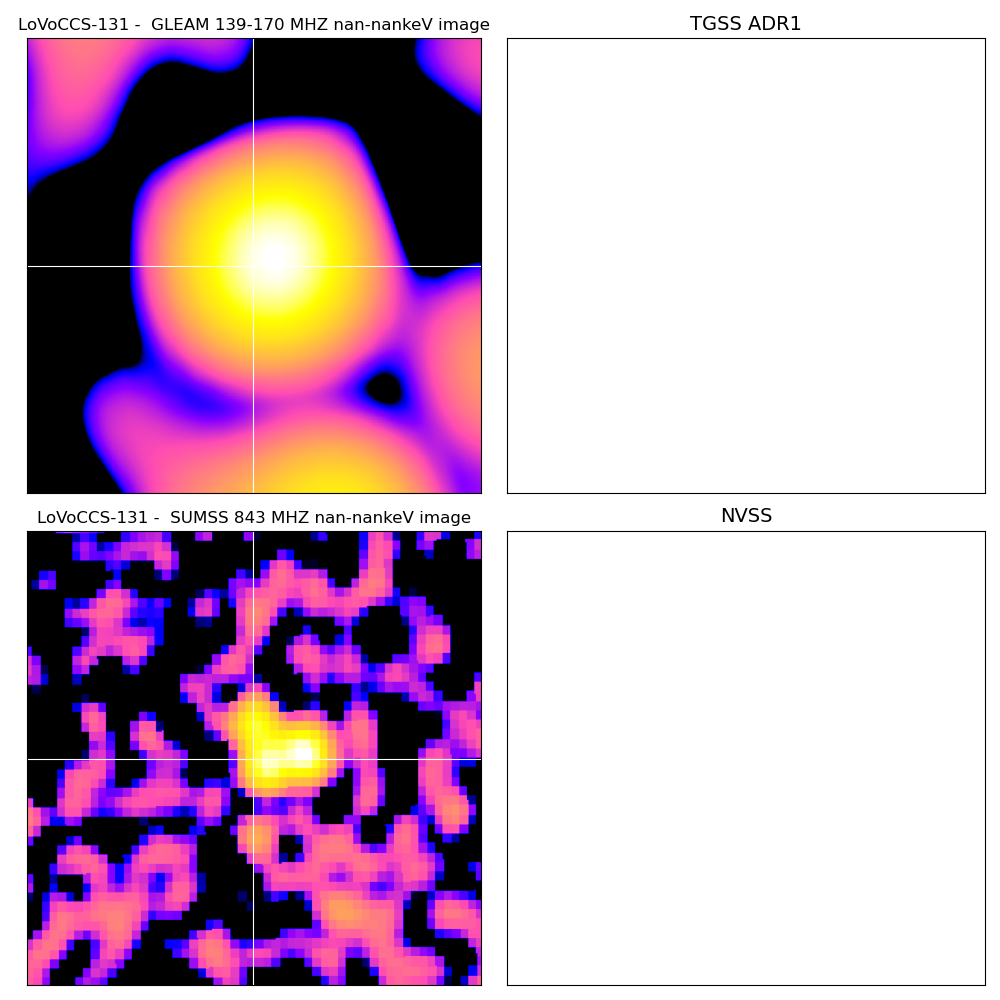 LoVoCCS-131 -  GLEAM 139-170 MHZ nan-nankeV image
TGSS ADR1
LoVoCCS-131 -  SUMSS 843 MHZ nan-nankeV image
NVSS